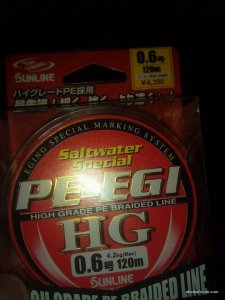 SUNLINE
ハイグレードPE採用
0.6号
120m
¥4,200
EGING SPECIAL MARKING SYSTEM
Saltwater
Special
PE EGI
HIGH GRADE PE BRAIDED LINE
HG
4.2kg(Max)
0.6号 120m
SUNLINE
GH GRADE PE BRAIDED LINE